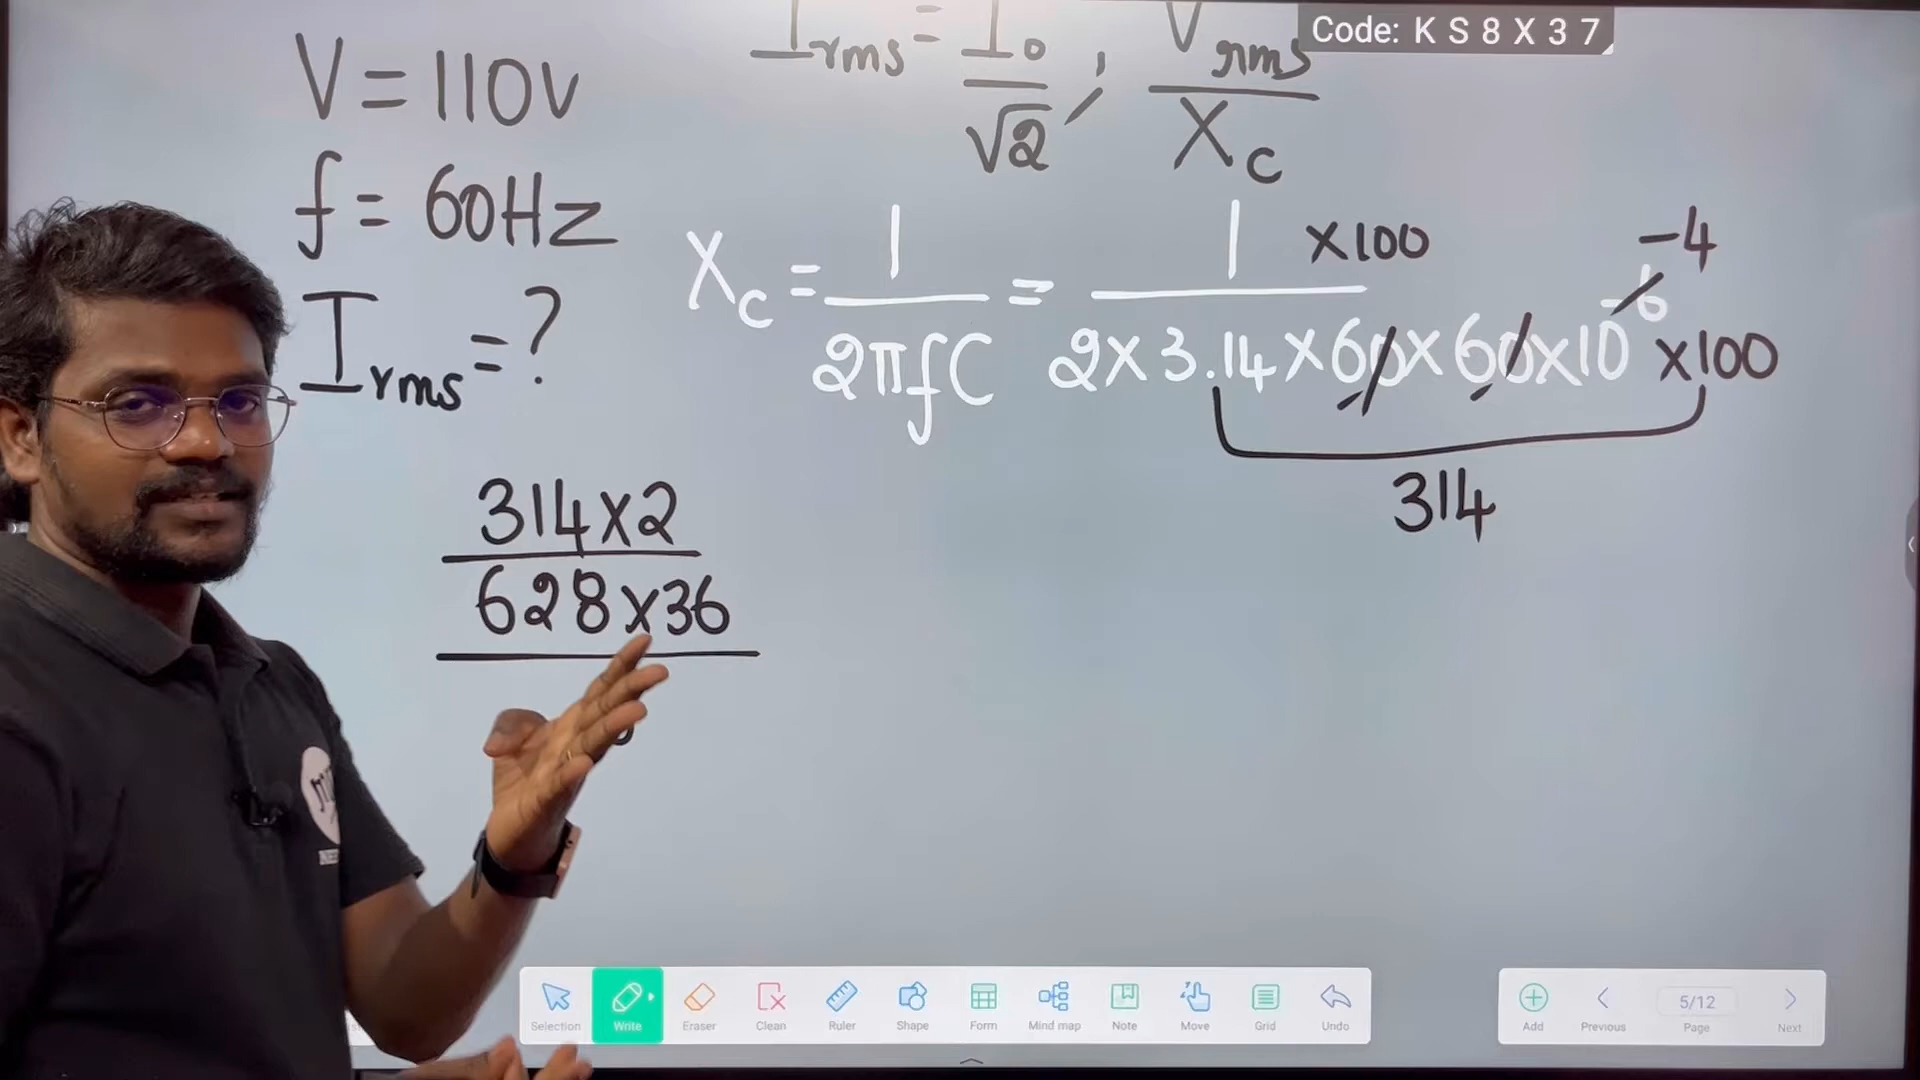 Code: K S 8 X 3 7
V = 110V
f = 60Hz
Irms = ?
Irms = I0/√2 , Vrms/XC
XC = 1/2πfC = 1 ×100/2 × 3.14 × 60 × 60 × 10 -6 -4 ×100
314
314×2
628×36
Selection
Write
Eraser
Clean
Ruler
Shape
Form
Mind map
Note
Move
Grid
Undo
Add
Previous
5/12
Page
Next